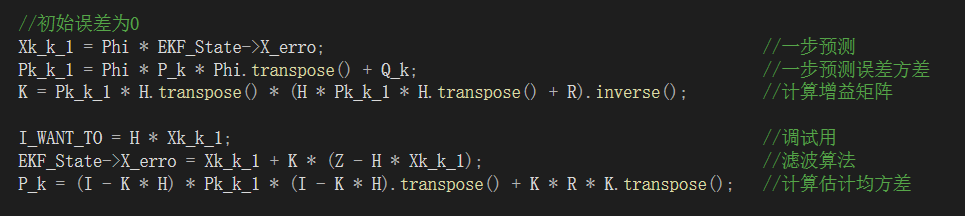 //初始误差为0
Xk_k_1 = Phi * EKF_State->X_erro; //一步预测
Pk_k_1 = Phi * P_k * Phi.transpose() + Q_k; //一步预测误差方差
K = Pk_k_1 * H.transpose() * (H * Pk_k_1 * H.transpose() + R).inverse(); //计算增益矩阵
I_WANT_TO = H * Xk_k_1; //调试用
EKF_State->X_erro = Xk_k_1 + K * (Z - H * Xk_k_1); //滤波算法
P_k = (I - K * H) * Pk_k_1 * (I - K * H).transpose() + K * R * K.transpose(); //计算估计均方差